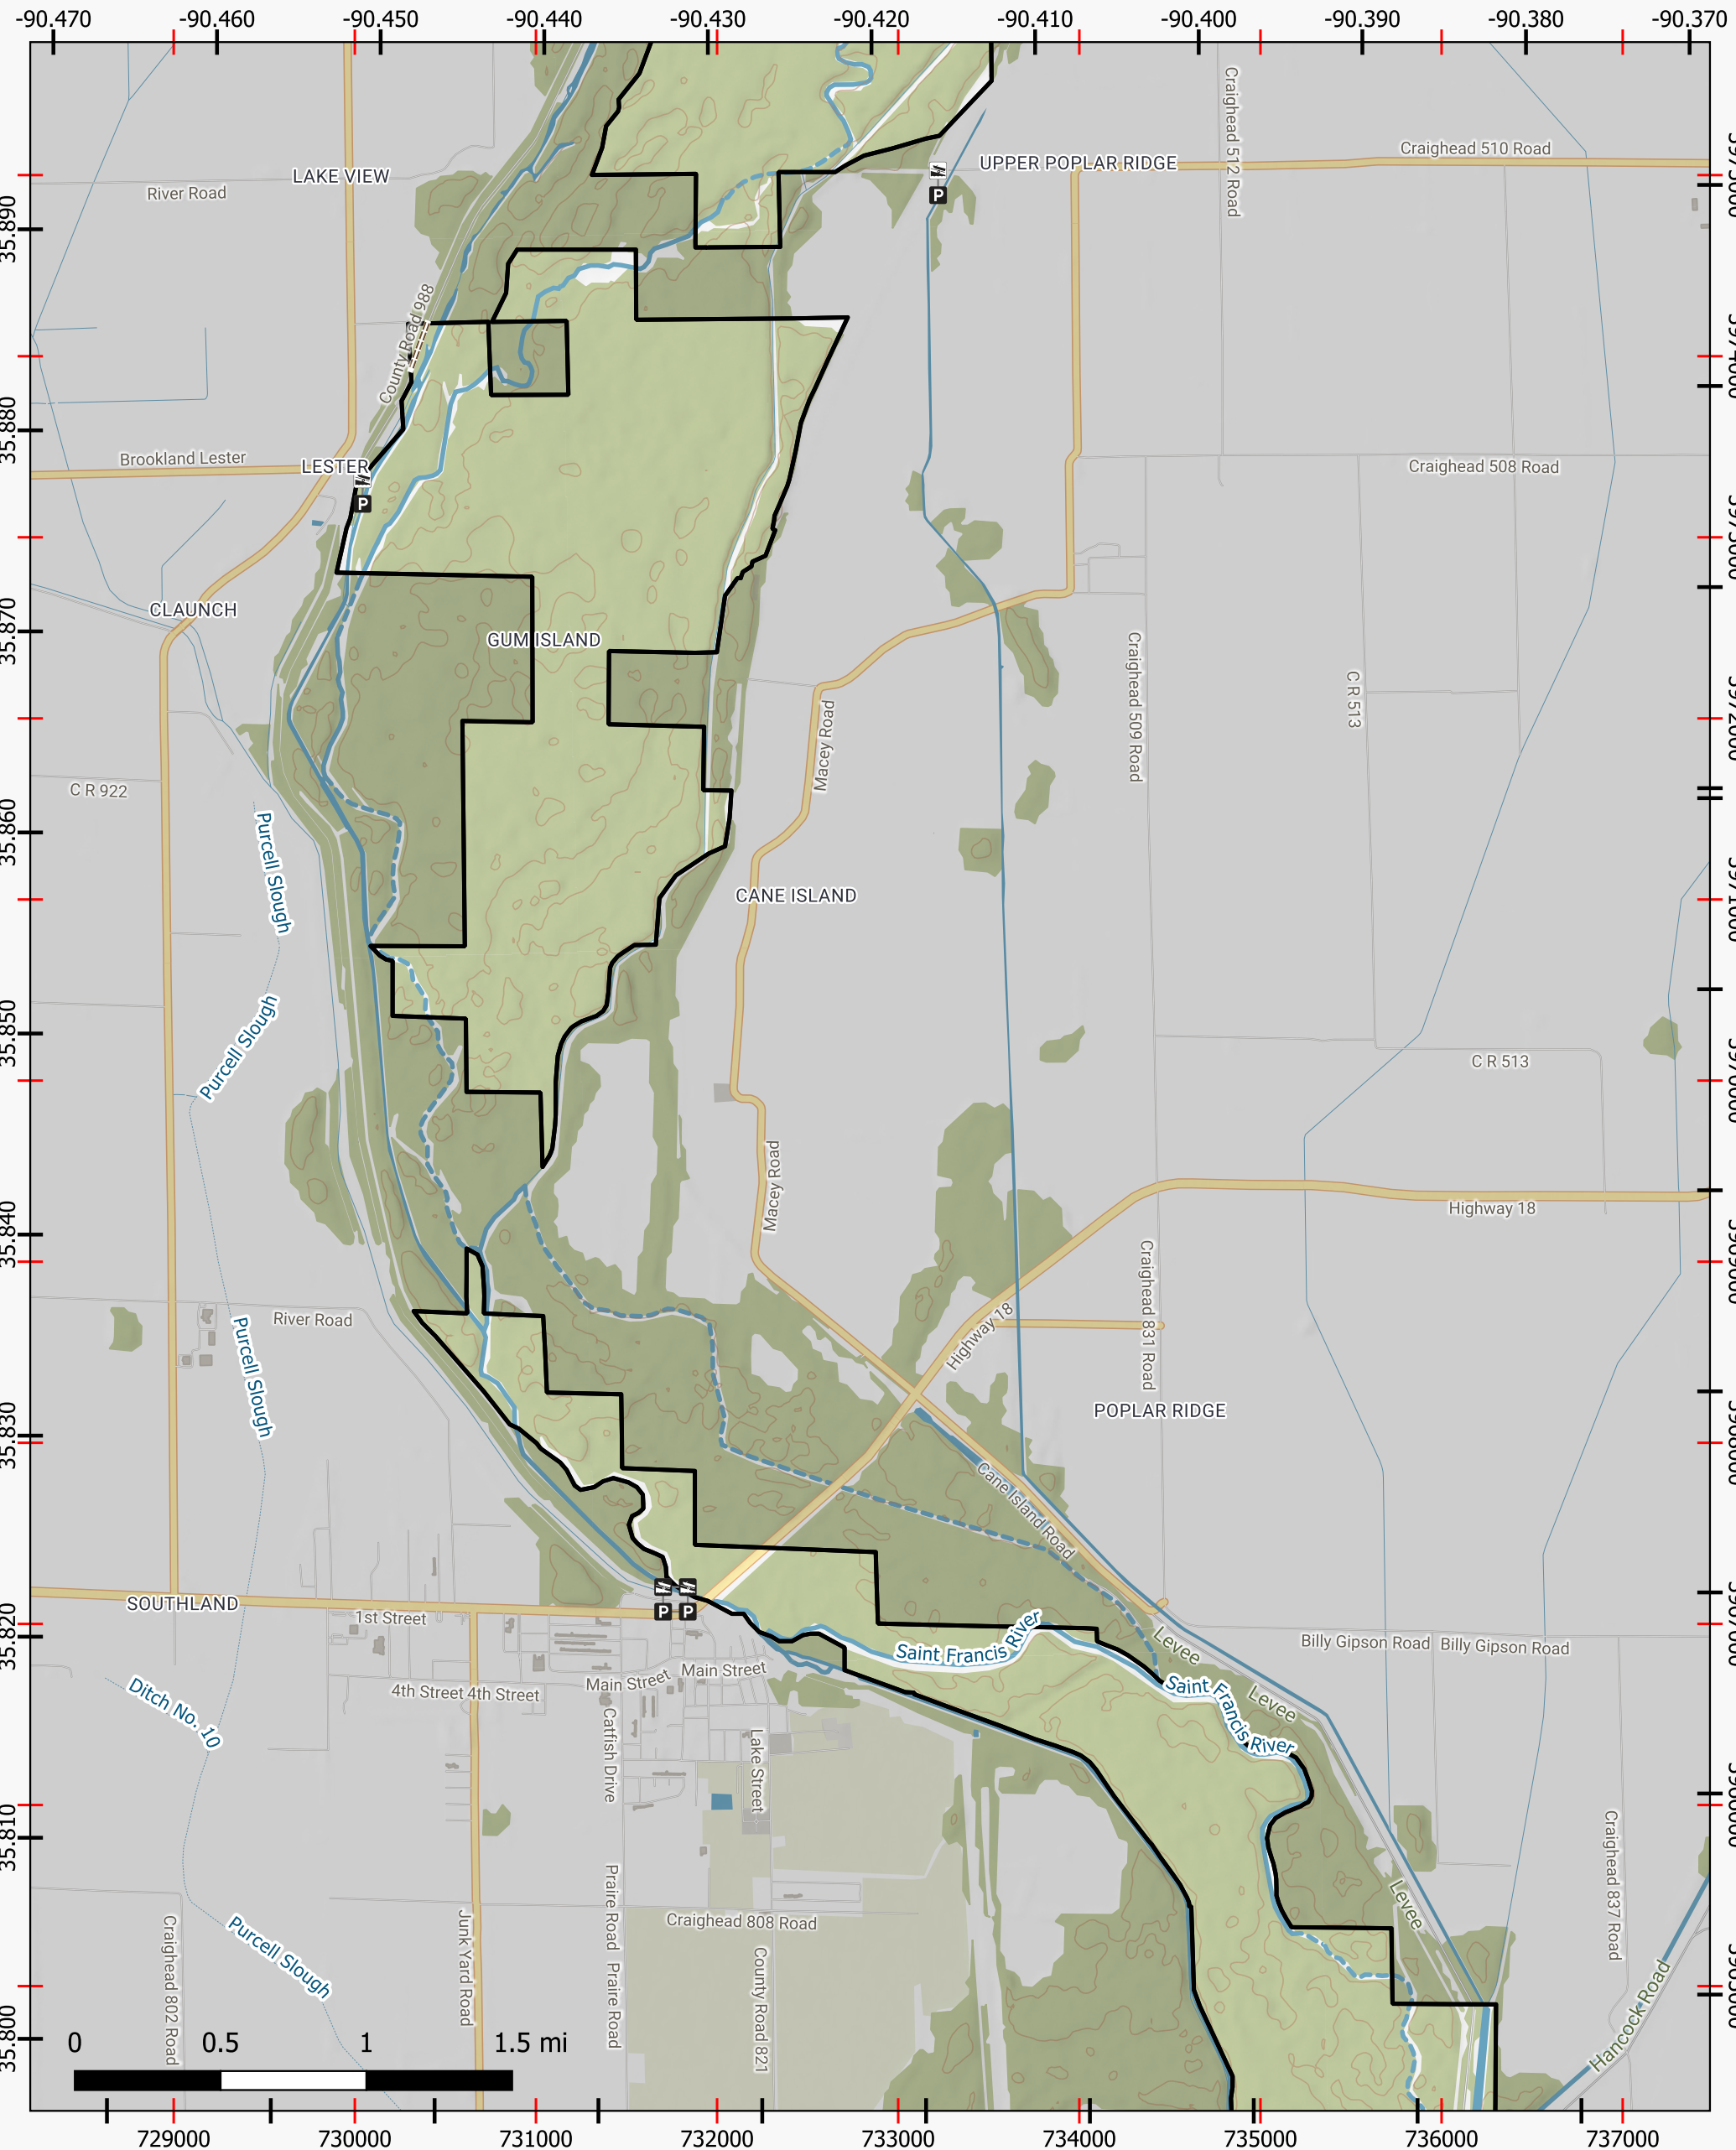 -90.470 -90.460 -90.450 -90.440 -90.430 -90.420 -90.410 -90.400 -90.390 -90.380 -90.370
Craighead 512 Road
Craighead 510 Road
UPPER POPLAR RIDGE
LAKE VIEW
River Road
P
35.890
County Road 988
35.880
Brookland Lester
LESTER
Craighead 508 Road
P
CLAUNCH
35.870
GUM ISLAND
Craighead 509 Road
C R 513
Macey Road
C R 922
Purcell Slough
35.860
CANE ISLAND
Purcell Slough
35.850
C R 513
Macey Road
35.840
Highway 18
River Road
Craighead 831 Road
Highway 18
Purcell Slough
POPLAR RIDGE
35.830
Cane Island Road
SOUTHLAND
1st Street
P P
35.820
Saint Francis River
Levee
Billy Gipson Road Billy Gipson Road
Main Street
Main Street
4th Street 4th Street
Saint Francis River
Levee
Ditch No. 10
Catfish Drive
Lake Street
35.810
Levee
Craighead 837 Road
Craighead 808 Road
Praire Road
Junk Yard Road
Craighead 802 Road
Purcell Slough
Praire Road
County Road 821
Hancock Road
35.800
0 0.5 1 1.5 mi
729000 730000 731000 732000 733000 734000 735000 736000 737000